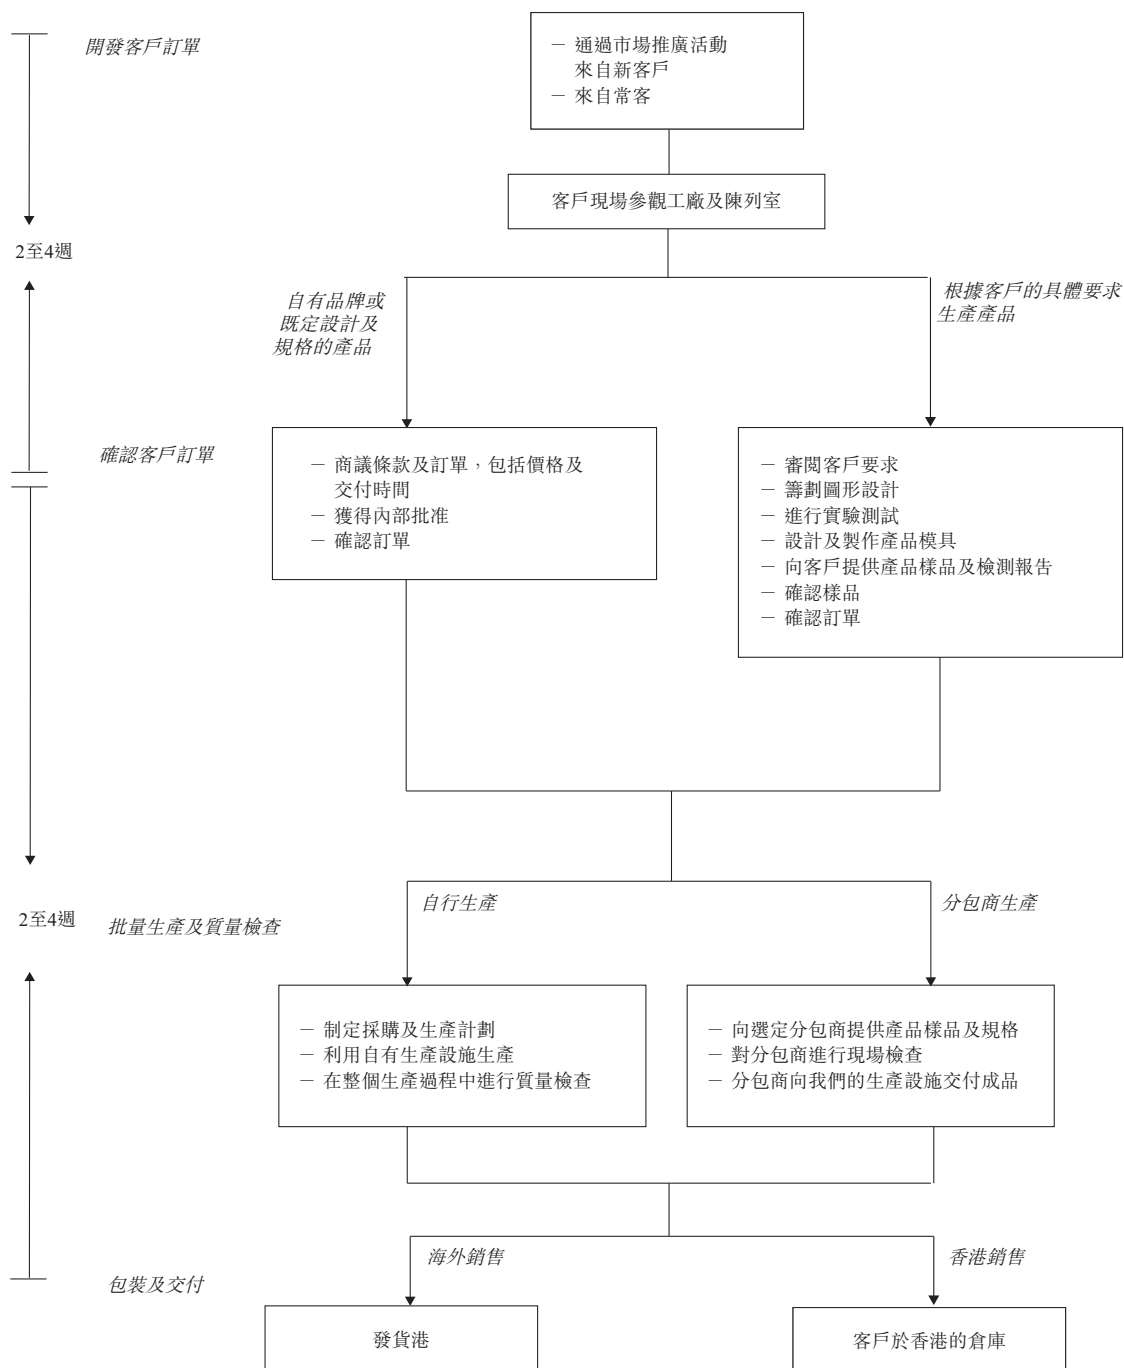 開發客戶訂單
－ 通過市場推廣活動
來自新客戶
－ 來自常客
客戶現場參觀工廠及陳列室
2至4週
自有品牌或
既定設計及
規格的產品
根據客戶的具體要求
生產產品
確認客戶訂單
－ 商議條款及訂單，包括價格及
交付時間
－ 獲得內部批准
－ 確認訂單
－ 審閱客戶要求
－ 籌劃圖形設計
－ 進行實驗測試
－ 設計及製作產品模具
－ 向客戶提供產品樣品及檢測報告
－ 確認樣品
－ 確認訂單
2至4週
批量生產及質量檢查
自行生產
分包商生產
－ 制定採購及生產計劃
－ 利用自有生產設施生產
－ 在整個生產過程中進行質量檢查
－ 向選定分包商提供產品樣品及規格
－ 對分包商進行現場檢查
－ 分包商向我們的生產設施交付成品
包裝及交付
海外銷售
香港銷售
發貨港
客戶於香港的倉庫